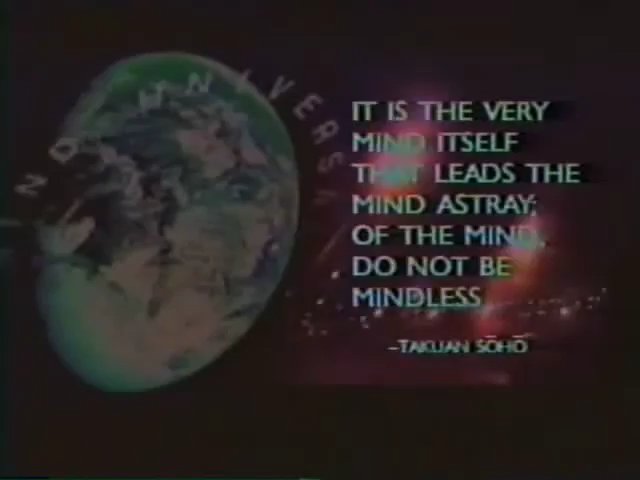 IT IS THE VERY
MIND ITSELF
THAT LEADS THE
MIND ASTRAY;
OF THE MIND,
DO NOT BE
MINDLESS
–TAKUAN SŌHŌ